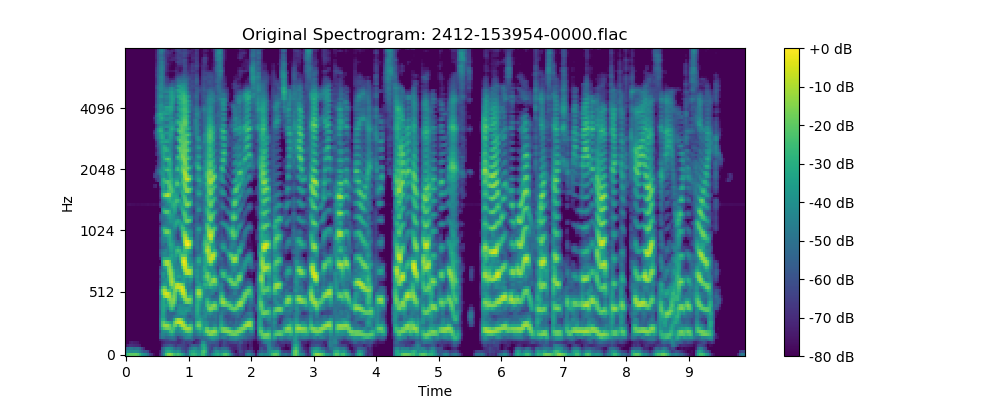 Original Spectrogram: 2412-153954-0000.flac
Hz
4096
2048
1024
512
0
0 1 2 3 4 5 6 7 8 9
Time
+0 dB
-10 dB
-20 dB
-30 dB
-40 dB
-50 dB
-60 dB
-70 dB
-80 dB